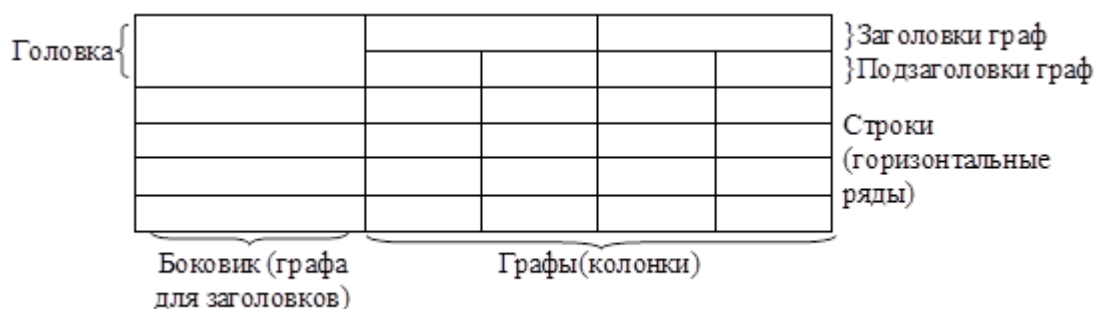 Головка{
}Заголовки граф
}Подзаголовки граф
Строки
(горизонтальные
ряды)
Боковик (графа
для заголовков)
Графы(колонки)